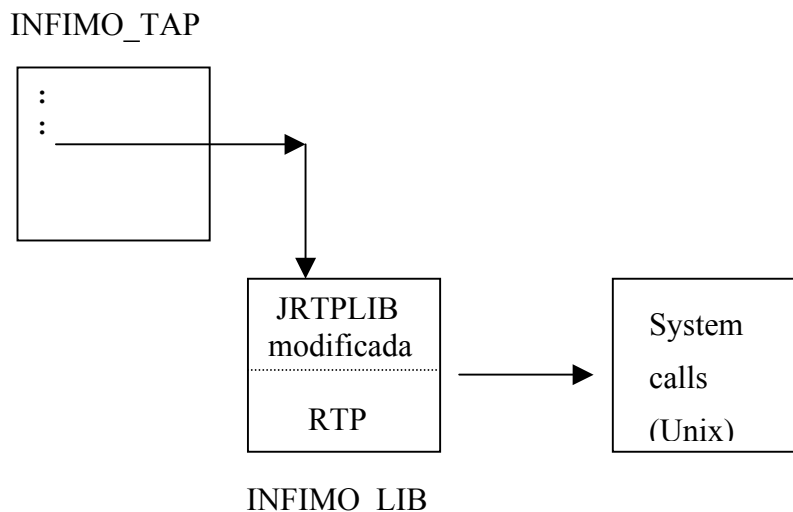 INFIMO_TAP
:
:
JRTPLIB
modificada
RTP
INFIMO_LIB
System
calls
(Unix)